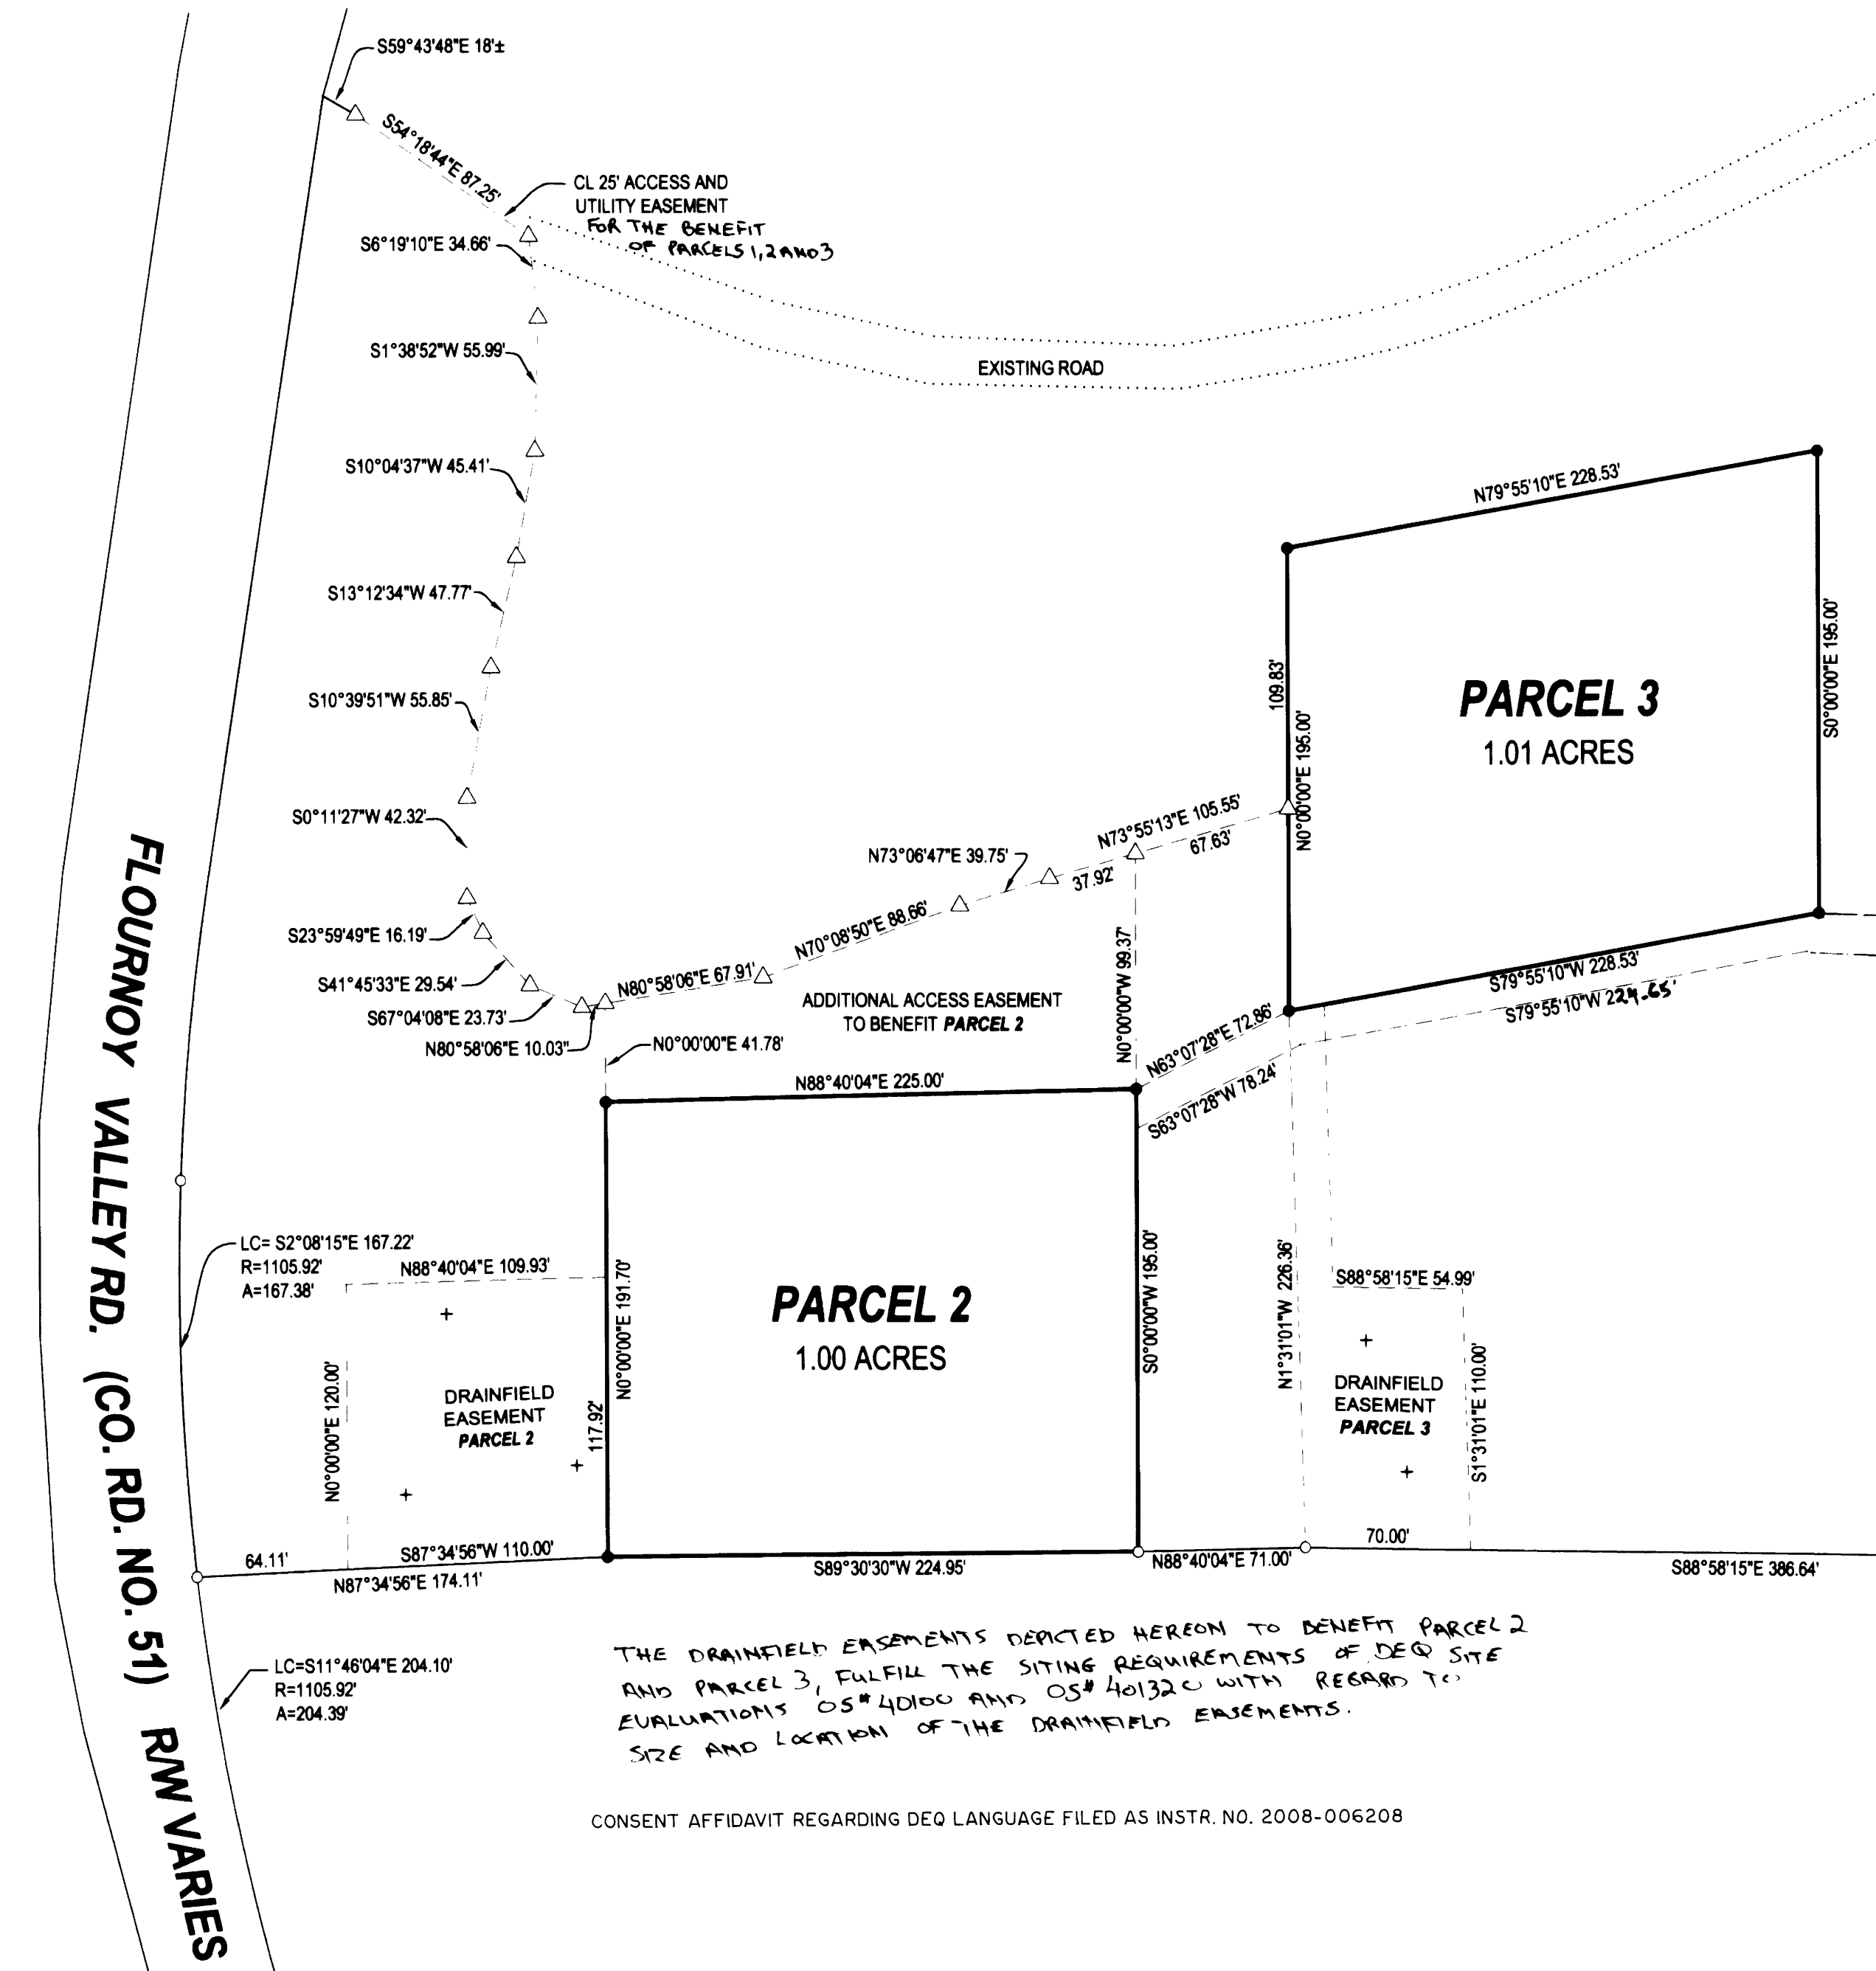 S59°43'48"E 18'±
S54°18'44"E 87.25'
CL 25' ACCESS AND
UTILITY EASEMENT
FOR THE BENEFIT
OF PARCELS 1, 2 AND 3
S6°19'10"E 34.66'
S1°38'52"W 55.99'
EXISTING ROAD
S10°04'37"W 45.41'
N79°55'10"E 228.53'
S13°12'34"W 47.77'
S10°39'51"W 55.85'
109.83'
N0°00'00"E 195.00'
PARCEL 3
1.01 ACRES
S0°00'00"E 195.00'
S0°11'27"W 42.32'
N73°55'13"E 105.55'
67.63'
N73°06'47"E 39.75'
37.92'
S23°59'49"E 16.19'
N70°08'50"E 88.66'
S41°45'33"E 29.54'
N80°58'06"E 67.91'
S67°04'08"E 23.73'
N80°58'06"E 10.03"
ADDITIONAL ACCESS EASEMENT
TO BENEFIT PARCEL 2
N0°00'00"W 99.37'
S79°55'10"W 228.53'
S79°55'10"W 224.65'
N0°00'00"E 41.78'
N63°07'28"E 72.86'
S63°07'28"W 78.24'
N88°40'04"E 225.00'
FLOURNOY VALLEY RD. (CO. RD. NO. 51) R/W VARIES
LC= S2°08'15"E 167.22'
R=1105.92'
A=167.38'
N88°40'04"E 109.93'
N0°00'00"E 191.70'
117.92'
PARCEL 2
1.00 ACRES
S0°00'00"W 195.00'
N1°31'01"W 226.36'
S88°58'15"E 54.99'
N0°00'00"E 120.00'
DRAINFIELD
EASEMENT
PARCEL 2
DRAINFIELD
EASEMENT
PARCEL 3
S1°31'01"E 110.00'
64.11'
S87°34'56"W 110.00'
N87°34'56"E 174.11'
S89°30'30"W 224.95'
N88°40'04"E 71.00'
70.00'
S88°58'15"E 386.64'
LC=S11°46'04"E 204.10'
R=1105.92'
A=204.39'
THE DRAINFIELD EASEMENTS DEPICTED HEREON TO BENEFIT PARCEL 2
AND PARCEL 3, FULFILL THE SITING REQUIREMENTS OF DEQ SITE
EVALUATIONS OS# AND OS# WITH REGARD TO
SIZE AND LOCATION OF THE DRAINFIELD EASEMENTS.
CONSENT AFFIDAVIT REGARDING DEQ LANGUAGE FILED AS INSTR. NO. 2008-006208